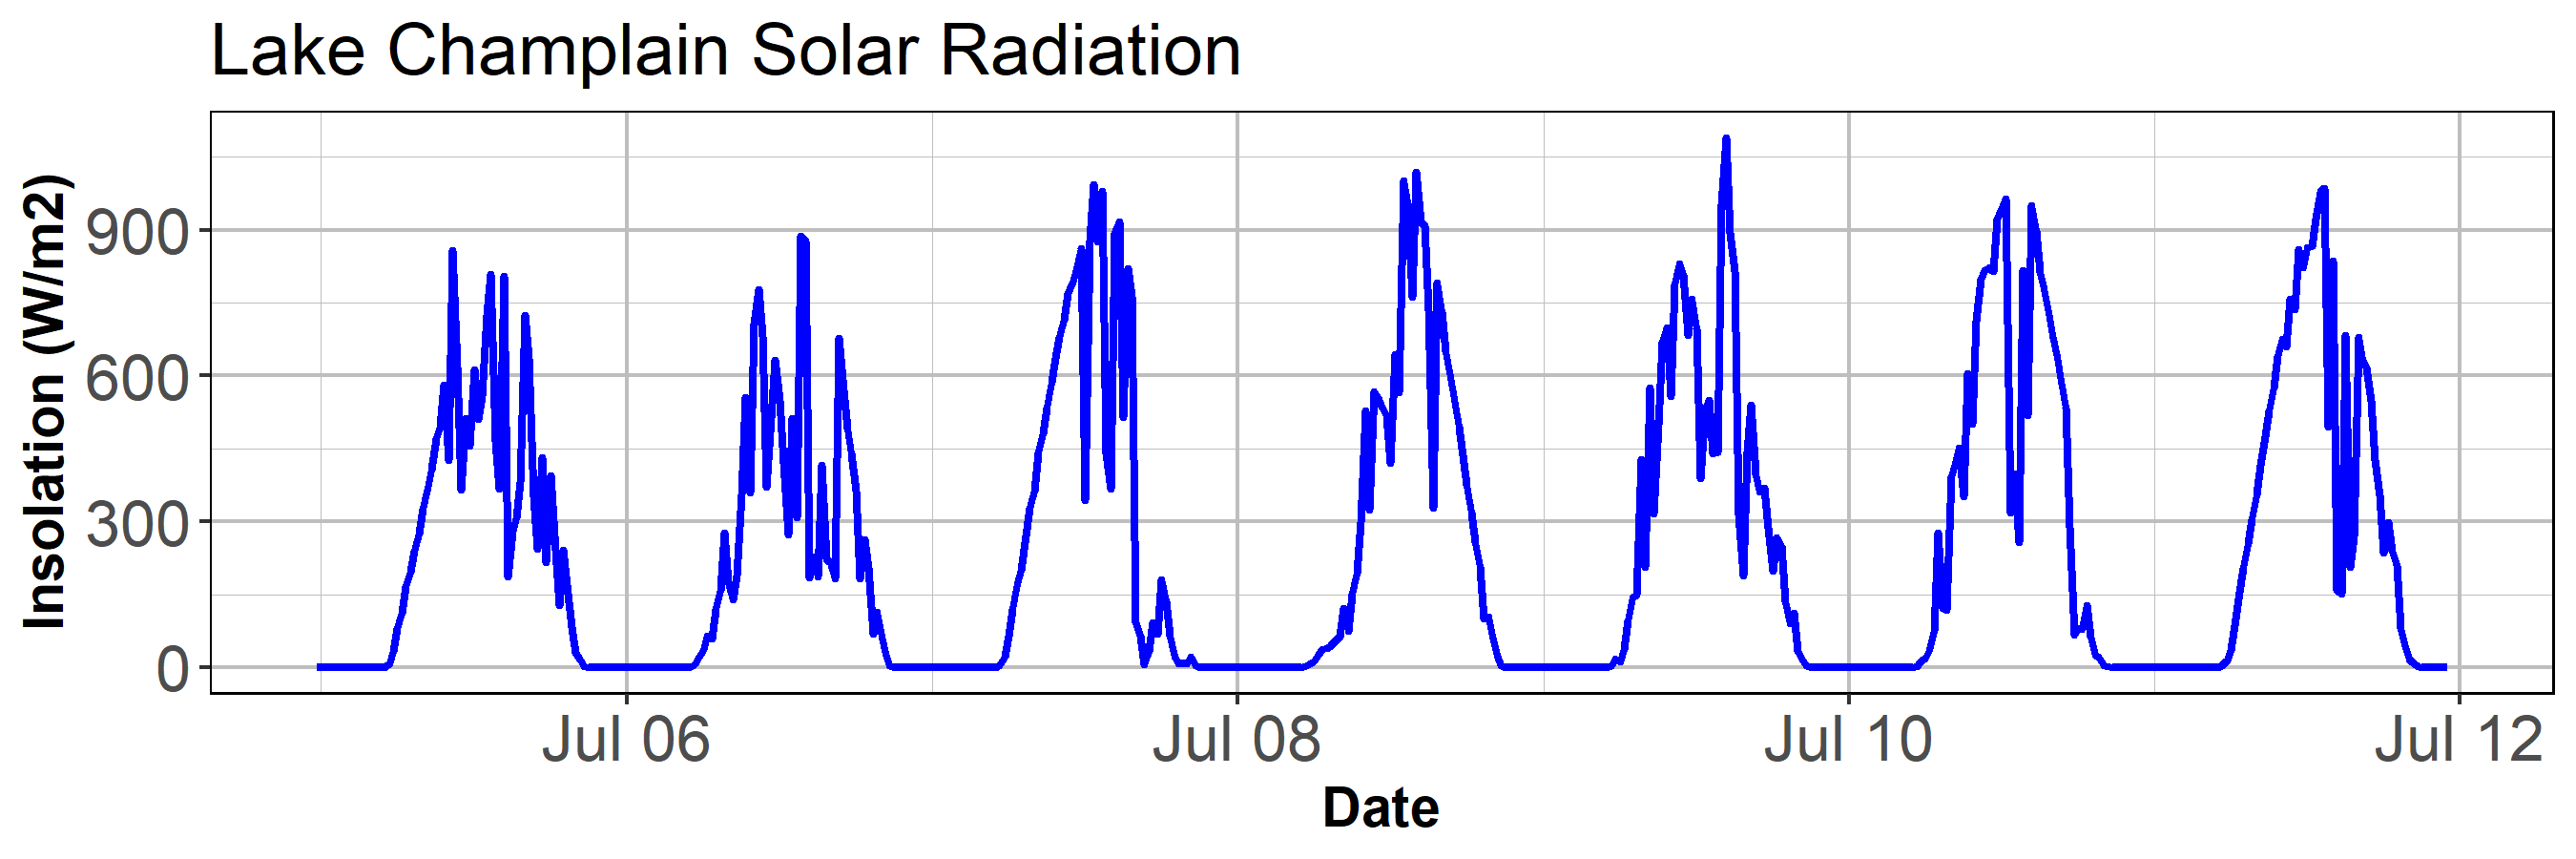 Lake Champlain Solar Radiation
Insolation (W/m2)
900
600
300
0
Jul 06 Jul 08 Jul 10 Jul 12
Date